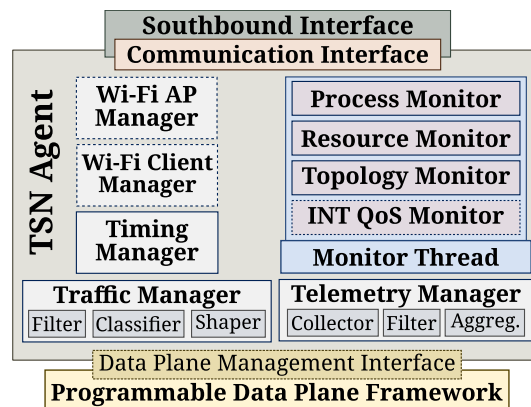 Southbound Interface
Communication Interface
TSN Agent
Wi-Fi AP
Manager
Wi-Fi Client
Manager
Timing
Manager
Process Monitor
Resource Monitor
Topology Monitor
INT QoS Monitor
Monitor Thread
Traffic Manager
Filter Classifier Shaper
Telemetry Manager
Collector Filter Aggreg.
Data Plane Management Interface
Programmable Data Plane Framework